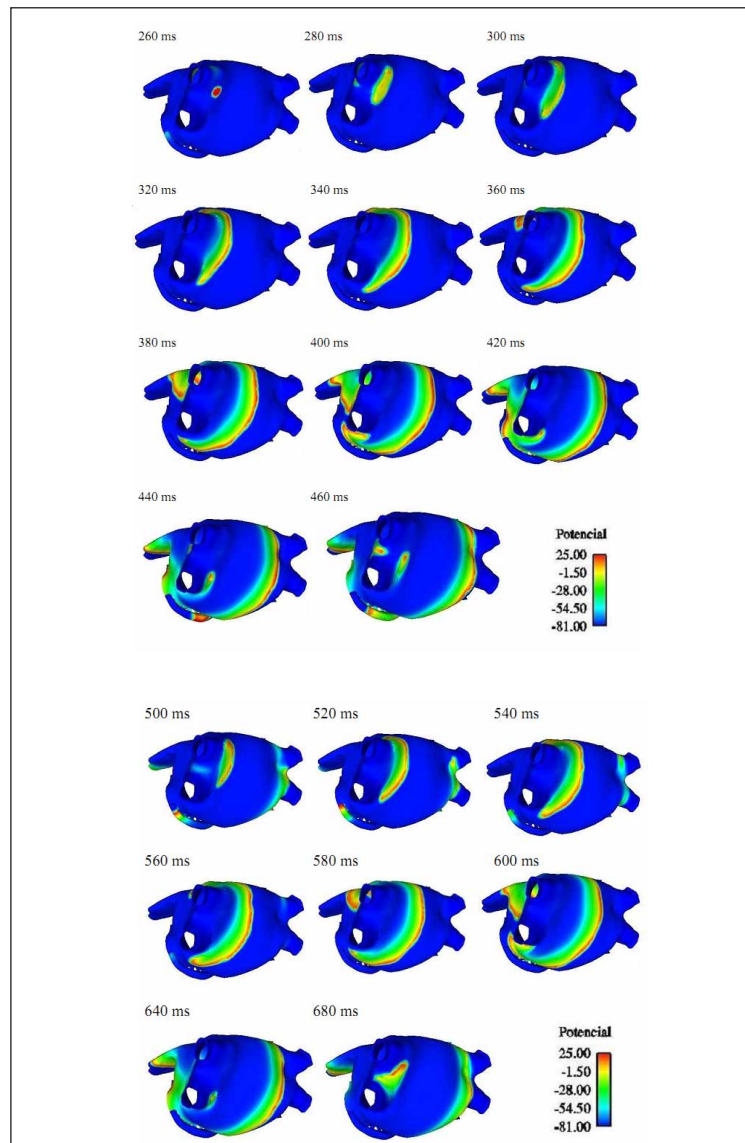 260 ms
280 ms
300 ms
320 ms
340 ms
360 ms
380 ms
400 ms
420 ms
440 ms
460 ms
Potencial
25.00
-1.50
-28.00
-54.50
-81.00
500 ms
520 ms
540 ms
560 ms
580 ms
600 ms
640 ms
680 ms
Potencial
25.00
-1.50
-28.00
-54.50
-81.00